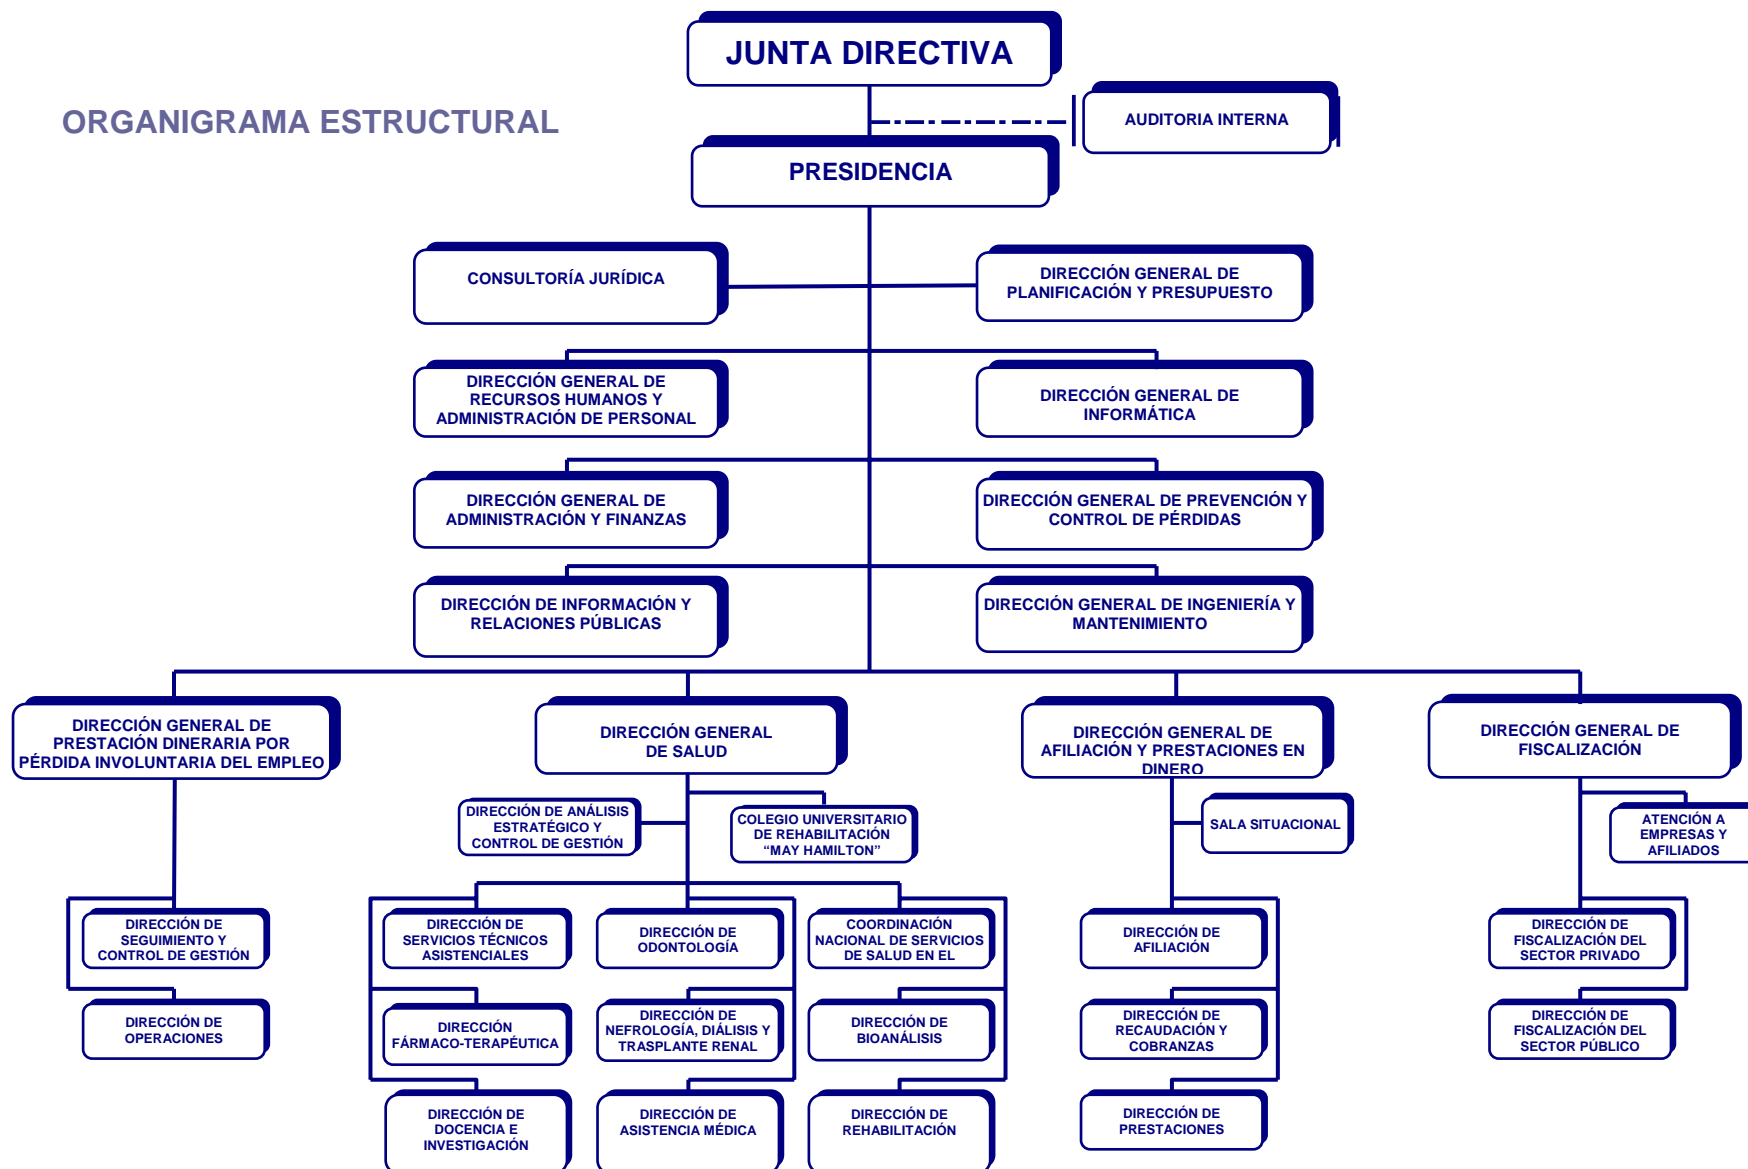 JUNTA DIRECTIVA
ORGANIGRAMA ESTRUCTURAL
AUDITORIA INTERNA
PRESIDENCIA
CONSULTORÍA JURÍDICA
DIRECCIÓN GENERAL DE
PLANIFICACIÓN Y PRESUPUESTO
DIRECCIÓN GENERAL DE
RECURSOS HUMANOS Y
ADMINISTRACIÓN DE PERSONAL
DIRECCIÓN GENERAL DE
INFORMÁTICA
DIRECCIÓN GENERAL DE
ADMINISTRACIÓN Y FINANZAS
DIRECCIÓN GENERAL DE PREVENCIÓN Y
CONTROL DE PÉRDIDAS
DIRECCIÓN DE INFORMACIÓN Y
RELACIONES PÚBLICAS
DIRECCIÓN GENERAL DE INGENIERÍA Y
MANTENIMIENTO
DIRECCIÓN GENERAL DE
PRESTACIÓN DINERARIA POR
PÉRDIDA INVOLUNTARIA DEL EMPLEO
DIRECCIÓN GENERAL
DE SALUD
DIRECCIÓN GENERAL DE
AFILIACIÓN Y PRESTACIONES EN
DINERO
DIRECCIÓN GENERAL DE
FISCALIZACIÓN
DIRECCIÓN DE ANÁLISIS
ESTRATÉGICO Y
CONTROL DE GESTIÓN
COLEGIO UNIVERSITARIO
DE REHABILITACIÓN
“MAY HAMILTON”
SALA SITUACIONAL
ATENCIÓN A
EMPRESAS Y
AFILIADOS
DIRECCIÓN DE
SEGUIMIENTO Y
CONTROL DE GESTIÓN
DIRECCIÓN DE
SERVICIOS TÉCNICOS
ASISTENCIALES
DIRECCIÓN DE
ODONTOLOGÍA
COORDINACIÓN
NACIONAL DE SERVICIOS
DE SALUD EN EL
DIRECCIÓN DE
AFILIACIÓN
DIRECCIÓN DE
FISCALIZACIÓN DEL
SECTOR PRIVADO
DIRECCIÓN DE
OPERACIONES
DIRECCIÓN
FÁRMACO-TERAPÉUTICA
DIRECCIÓN DE
NEFROLOGÍA, DIÁLISIS Y
TRASPLANTE RENAL
DIRECCIÓN DE
BIOANÁLISIS
DIRECCIÓN DE
RECAUDACIÓN Y
COBRANZAS
DIRECCIÓN DE
FISCALIZACIÓN DEL
SECTOR PÚBLICO
DIRECCIÓN DE
DOCENCIA E
INVESTIGACIÓN
DIRECCIÓN DE
ASISTENCIA MÉDICA
DIRECCIÓN DE
REHABILITACIÓN
DIRECCIÓN DE
PRESTACIONES